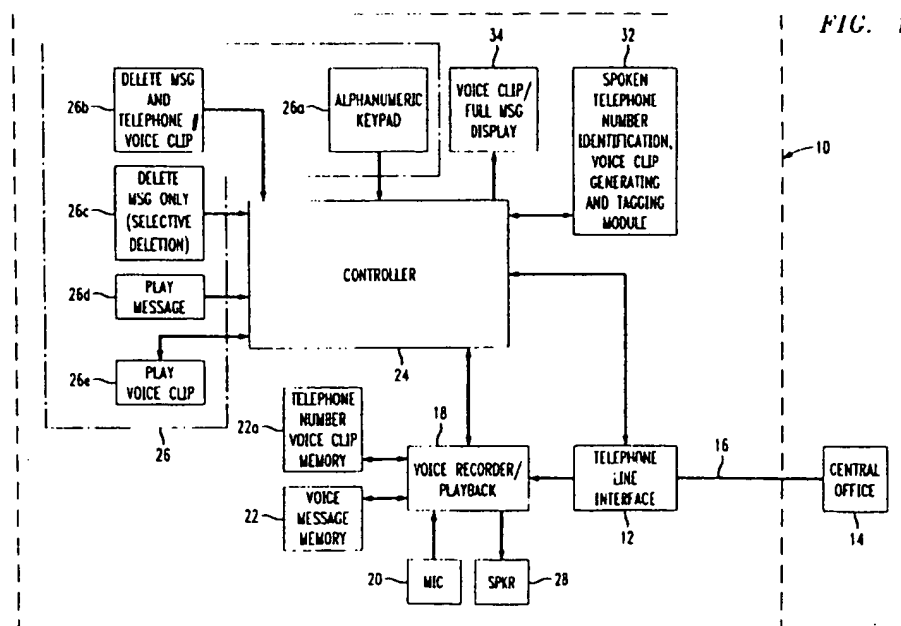 FIG. 1
34
32
10
26b
DELETE MSG
AND
TELEPHONE /
VOICE CLIP
26a
ALPHANUMERIC
KEYPAD
VOICE CLIP/
FULL MSG
DISPLAY
SPOKEN
TELEPHONE
NUMBER
IDENTIFICATION,
VOICE CLIP
GENERATING
AND TAGGING
MODULE
26c
DELETE
MSG ONLY
(SELECTIVE
DELETION)
CONTROLLER
26d
PLAY
MESSAGE
26e
PLAY
VOICE CLIP
24
26
22a
TELEPHONE
NUMBER
VOICE CLIP
MEMORY
18
VOICE RECORDER/
PLAYBACK
TELEPHONE
LINE
INTERFACE
16
CENTRAL
OFFICE
22
VOICE
MESSAGE
MEMORY
12
14
20
MIC
SPKR
28